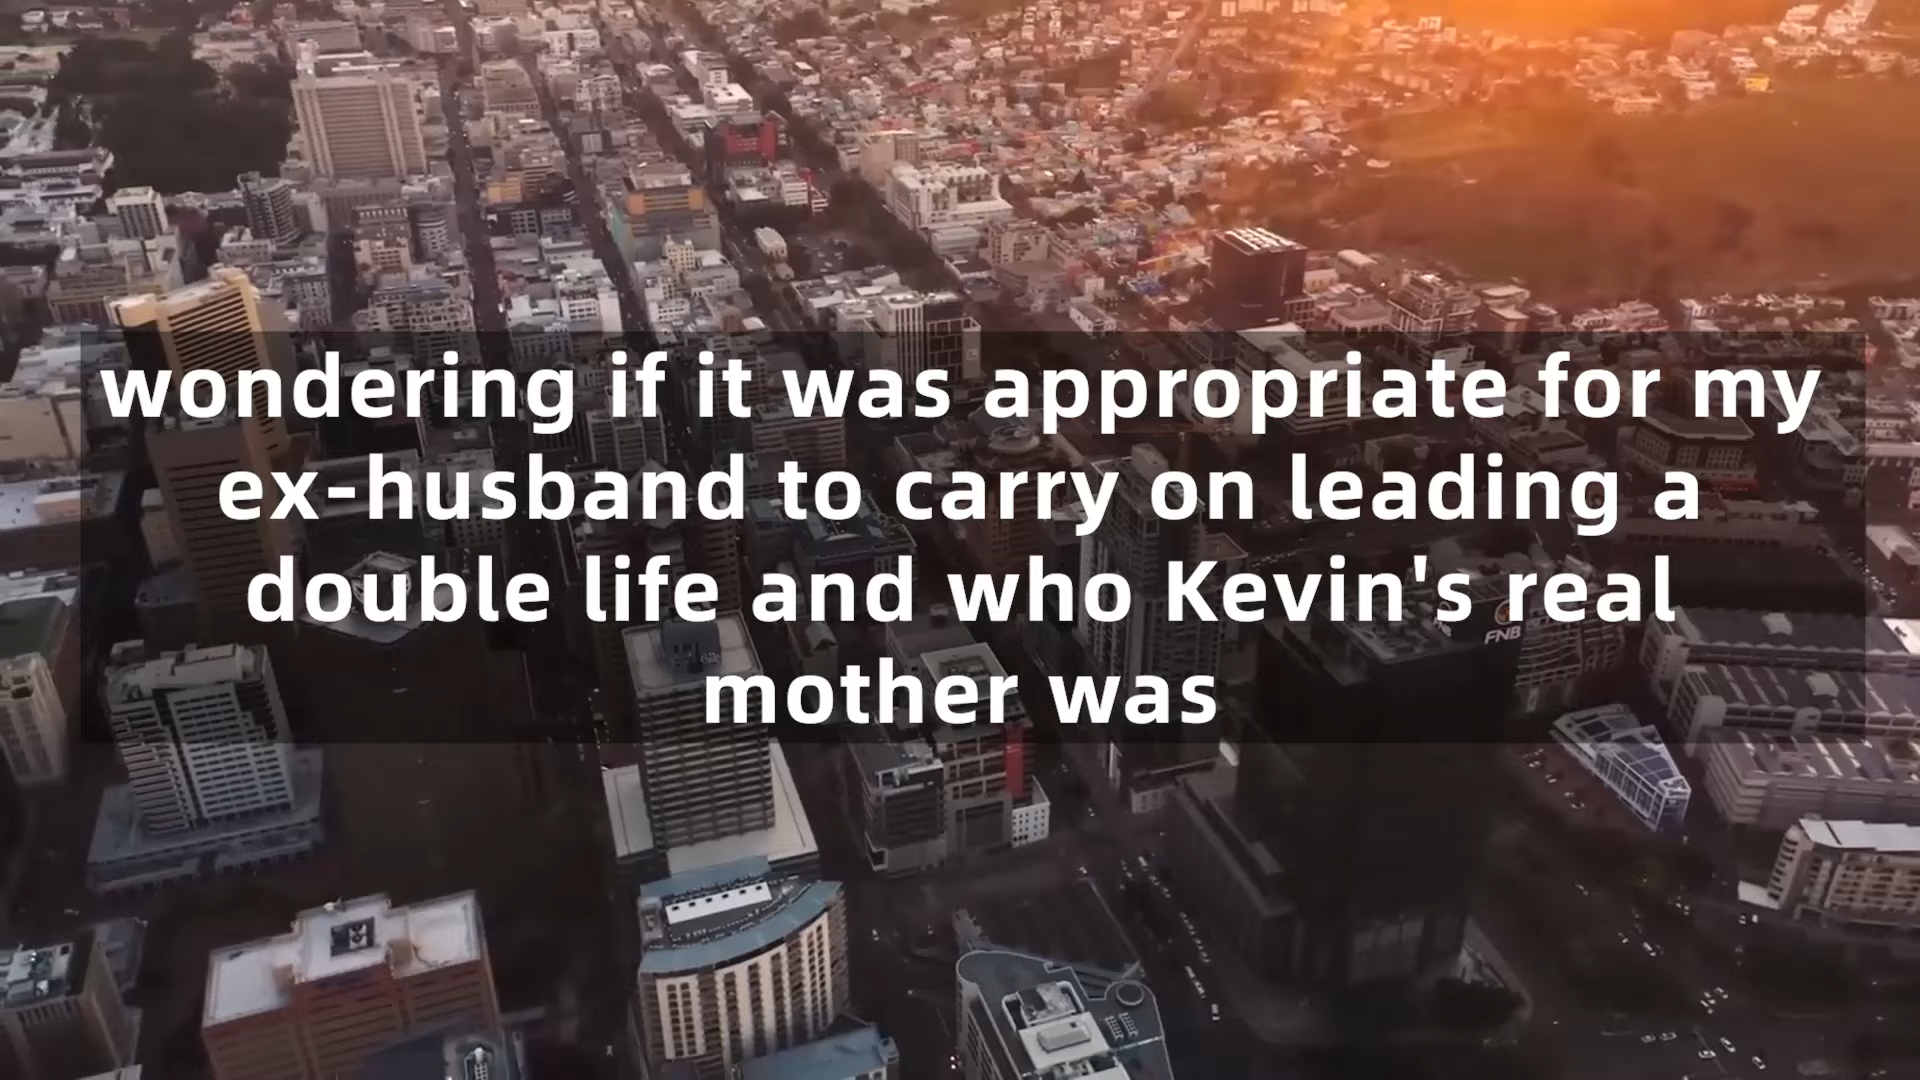 wondering if it was appropriate for my
ex-husband to carry on leading a
double life and who Kevin's real
mother was
FNB